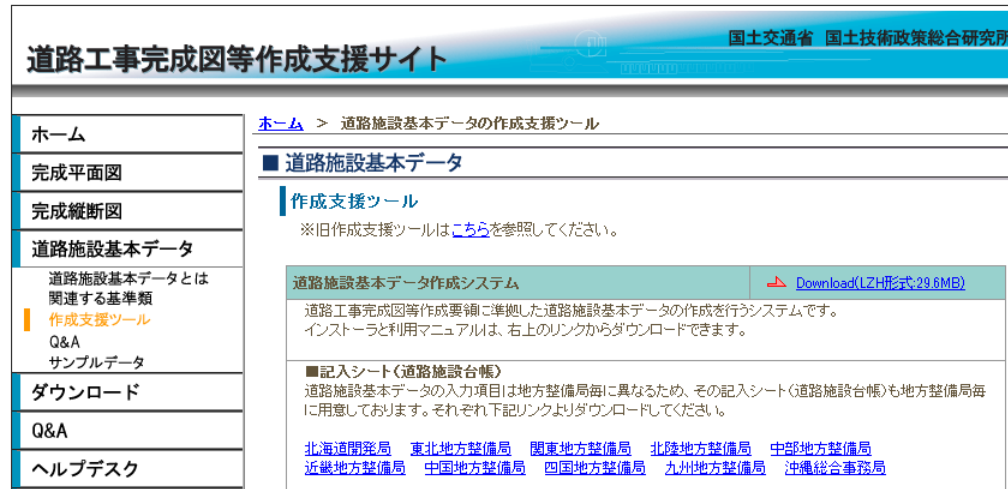 道路工事完成図等作成支援サイト
国土交通省 国土技術政策総合研究所
ホーム
完成平面図
完成縦断図
道路施設基本データ
道路施設基本データとは
関連する基準類
作成支援ツール
Q&A
サンプルデータ
ダウンロード
Q&A
ヘルプデスク
ホーム > 道路施設基本データの作成支援ツール
■ 道路施設基本データ
作成支援ツール
※旧作成支援ツールはこちらを参照してください。
道路施設基本データ作成システム Download(LZH形式:29.6MB)
道路工事完成図等作成要領に準拠した道路施設基本データの作成を行うシステムです。
インストーラと利用マニュアルは、右上のリンクからダウンロードできます。
■記入シート(道路施設台帳)
道路施設基本データの入力項目は地方整備局毎に異なるため、その記入シート(道路施設台帳)も地方整備局毎
に用意しております。それぞれ下記リンクよりダウンロードしてください。
北海道開発局 東北地方整備局 関東地方整備局 北陸地方整備局 中部地方整備局
近畿地方整備局 中国地方整備局 四国地方整備局 九州地方整備局 沖縄総合事務局